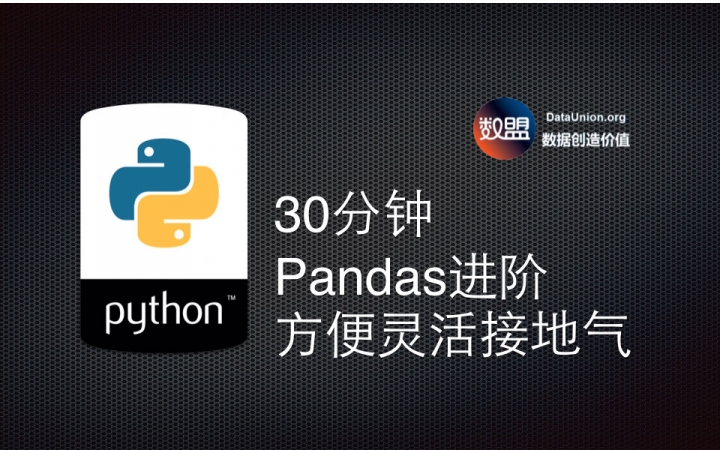 数盟
DataUnion.org
数据创造价值
30分钟
Pandas进阶
方便灵活接地气
python™